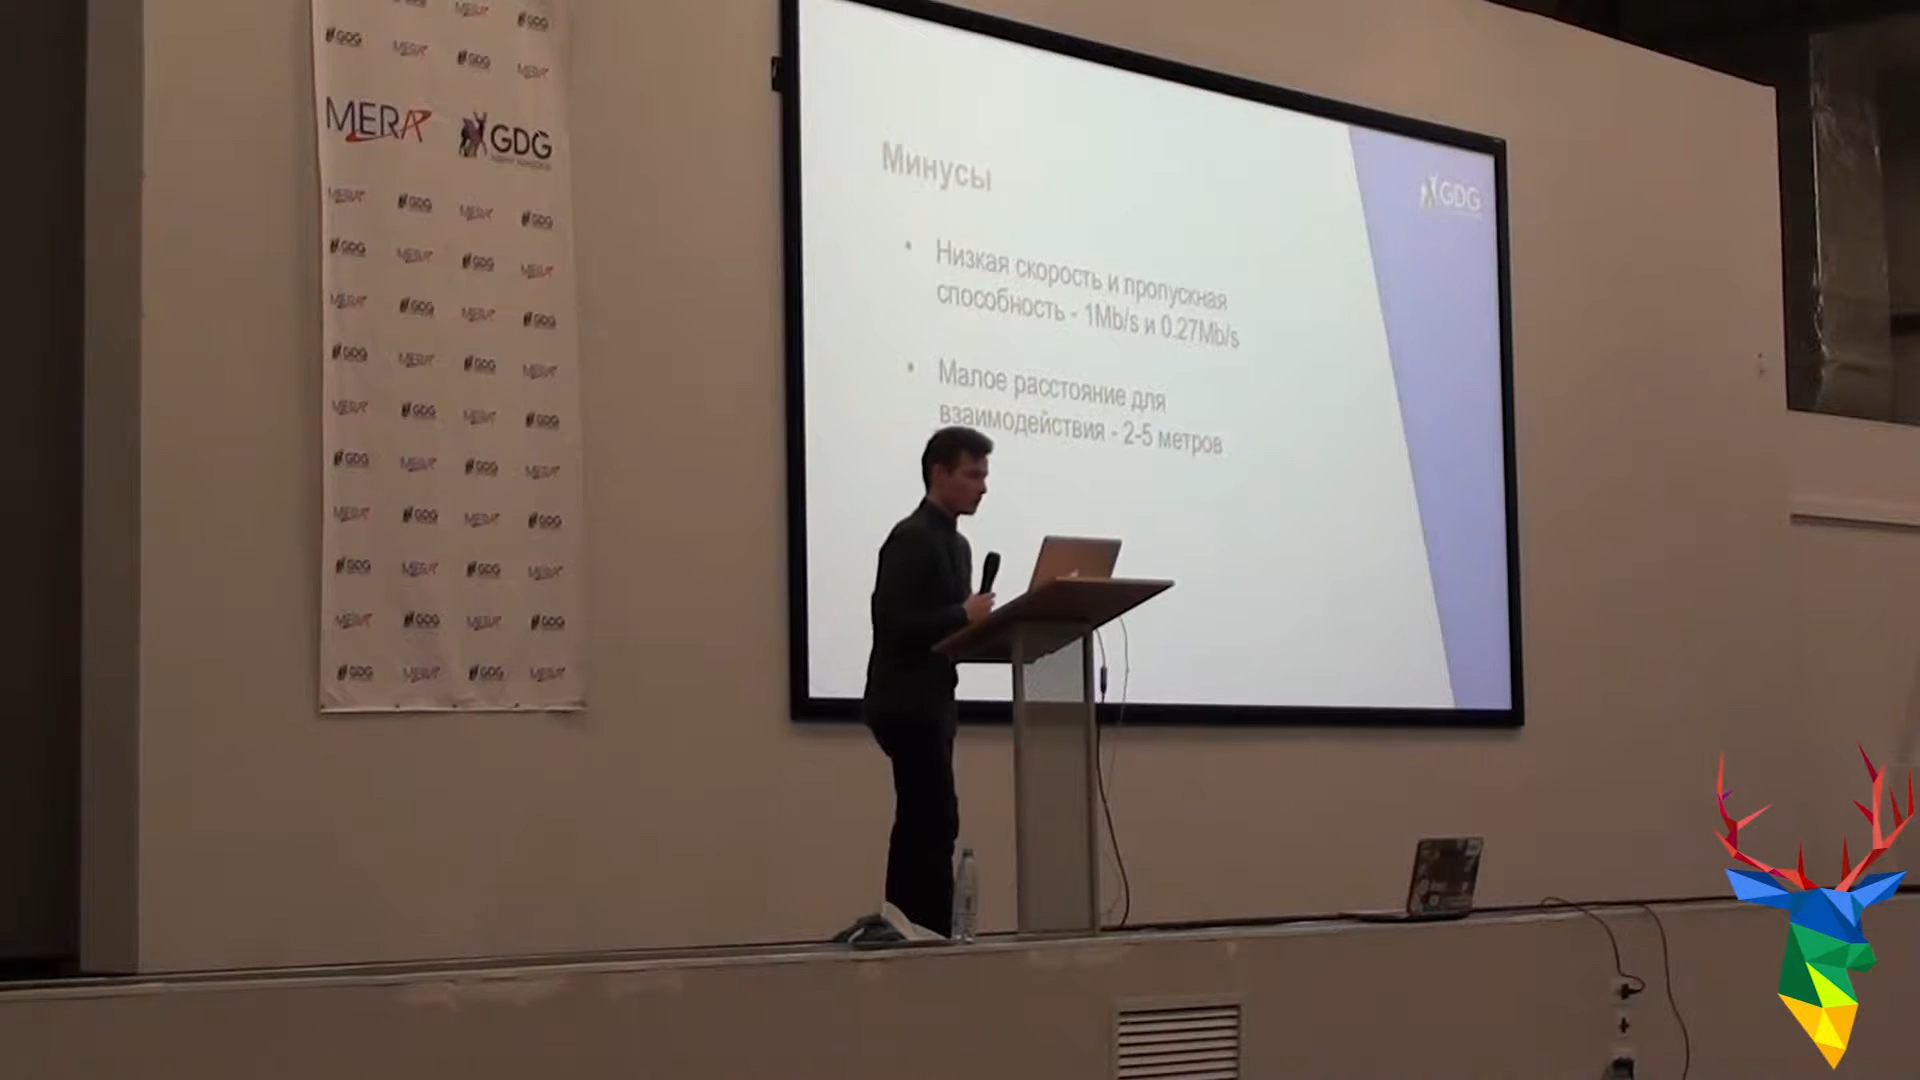 MERA GDG
Минусы
GDG
• Низкая скорость и пропускная
способность - 1Mb/s и 0.27Mb/s
• Малое расстояние для
взаимодействия - 2-5 метров